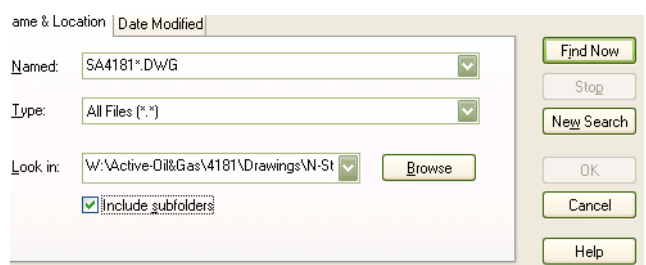 ame & Location Date Modified
Named: SA4181*.DWG
Find Now
Stop
Type: All Files (*.*)
New Search
Look in: W:\Active-Oil&Gas\4181\Drawings\N-St Browse
OK
Include subfolders
Cancel
Help